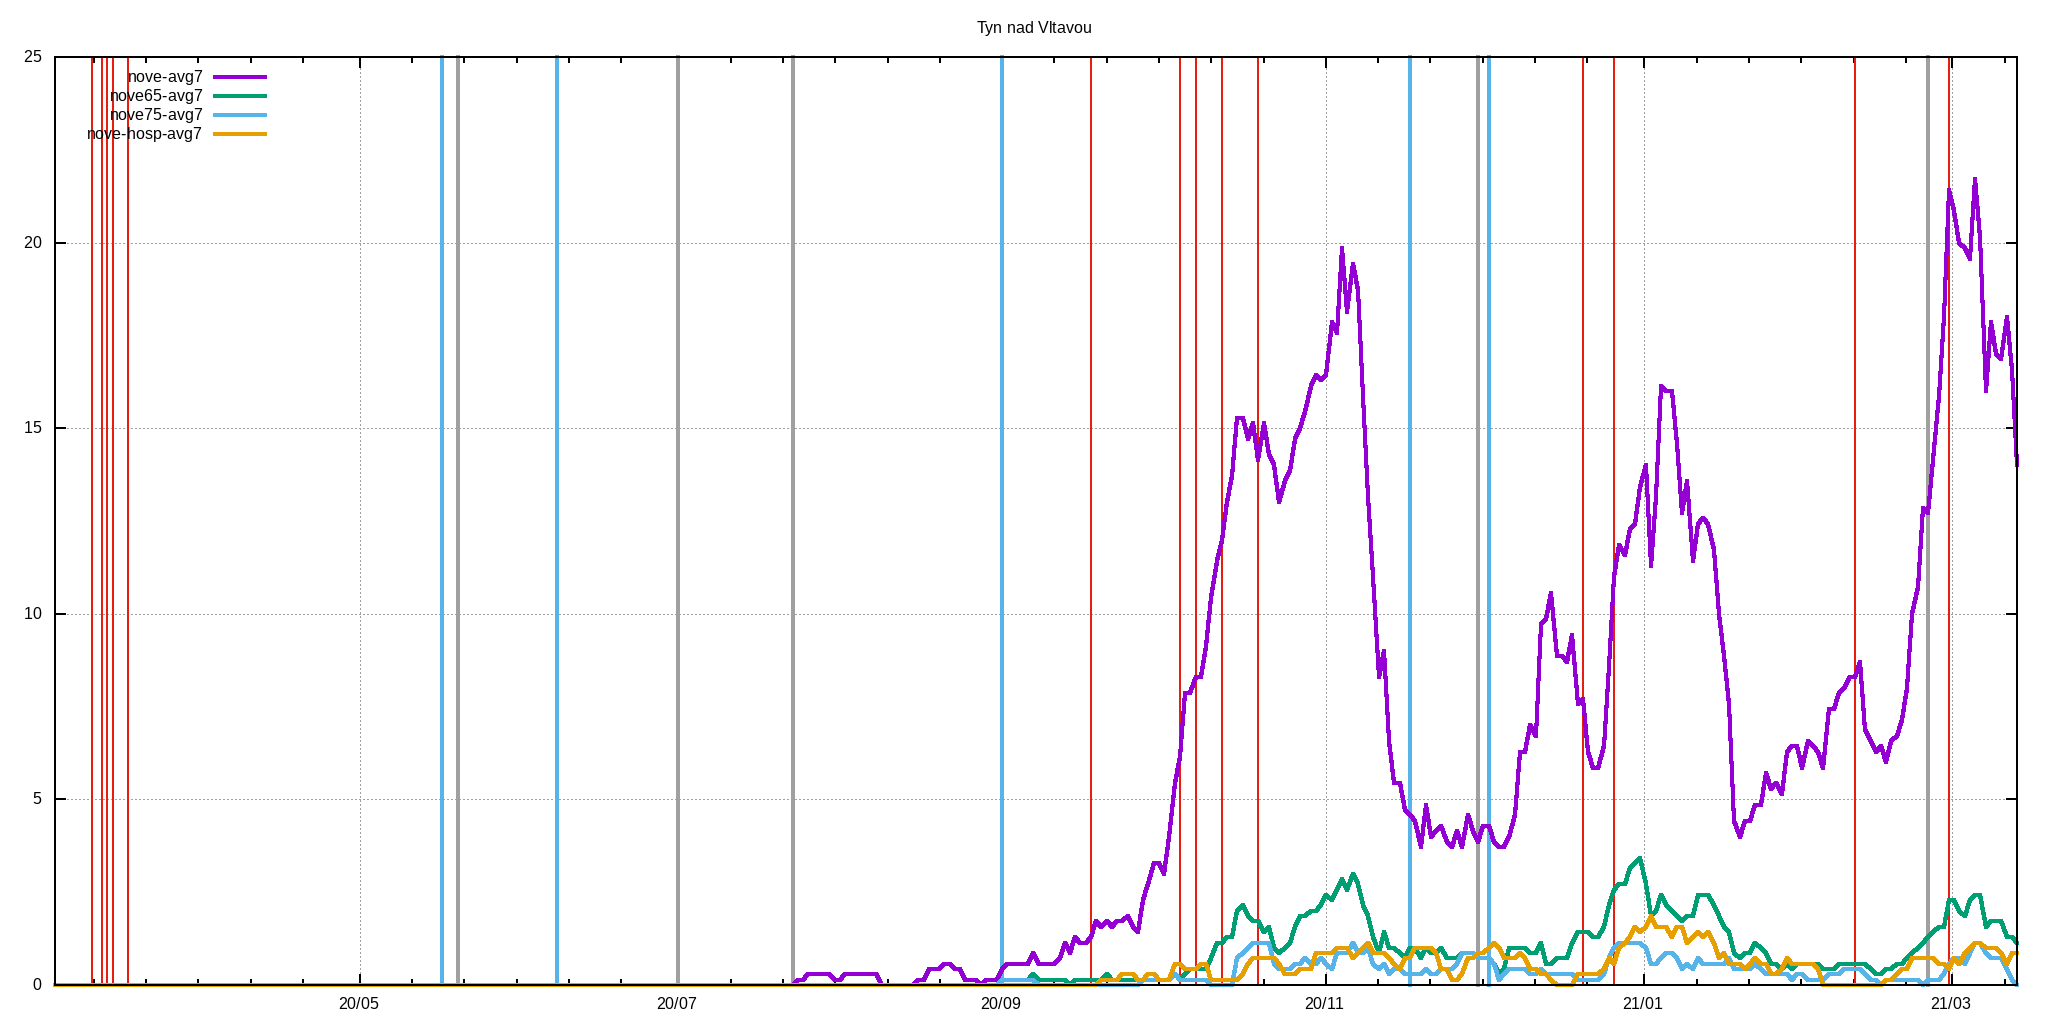 Tyn nad Vltavou
25
20
15
10
5
0
nove-avg7
nove65-avg7
nove75-avg7
nove-hosp-avg7
20/05 20/07 20/09 20/11 21/01 21/03